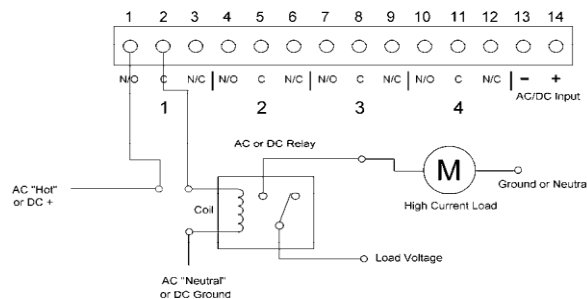 1 2 3 4 5 6 7 8 9 10 11 12 13 14
N/O C N/C N/O C N/C N/O C N/C N/O C N/C − +
1 2 3 4 AC/DC Input
AC or DC Relay
M
AC "Hot"
or DC +
Coil
High Current Load
Ground or Neutra
Load Voltage
AC "Neutral"
or DC Ground